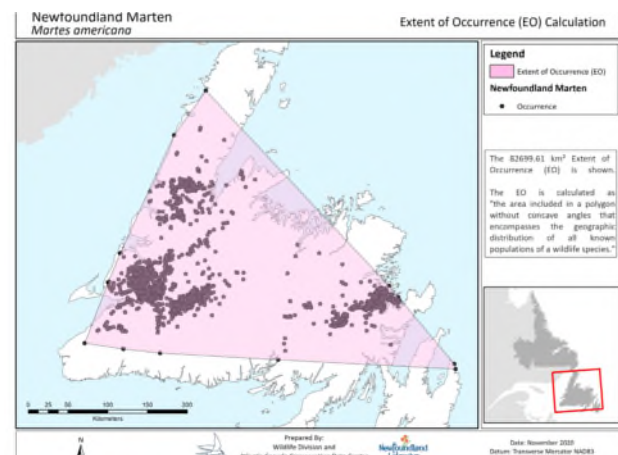 Newfoundland Marten
Martes americana
Extent of Occurrence (EO) Calculation
Legend
Extent of Occurrence (EO)
Newfoundland Marten
Occurrence
The 82699.61 km² Extent of
Occurrence (EO) is shown.
The EO is calculated as
"the area included in a polygon
without concave angles that
encompasses the geographic
distribution of all known
populations of a wildlife species."
0 25 50 100 150 200
Kilometers
N
Prepared By:
Wildlife Division and
Newfoundland
Date: November 2020
Datum: Transverse Mercator NAD83